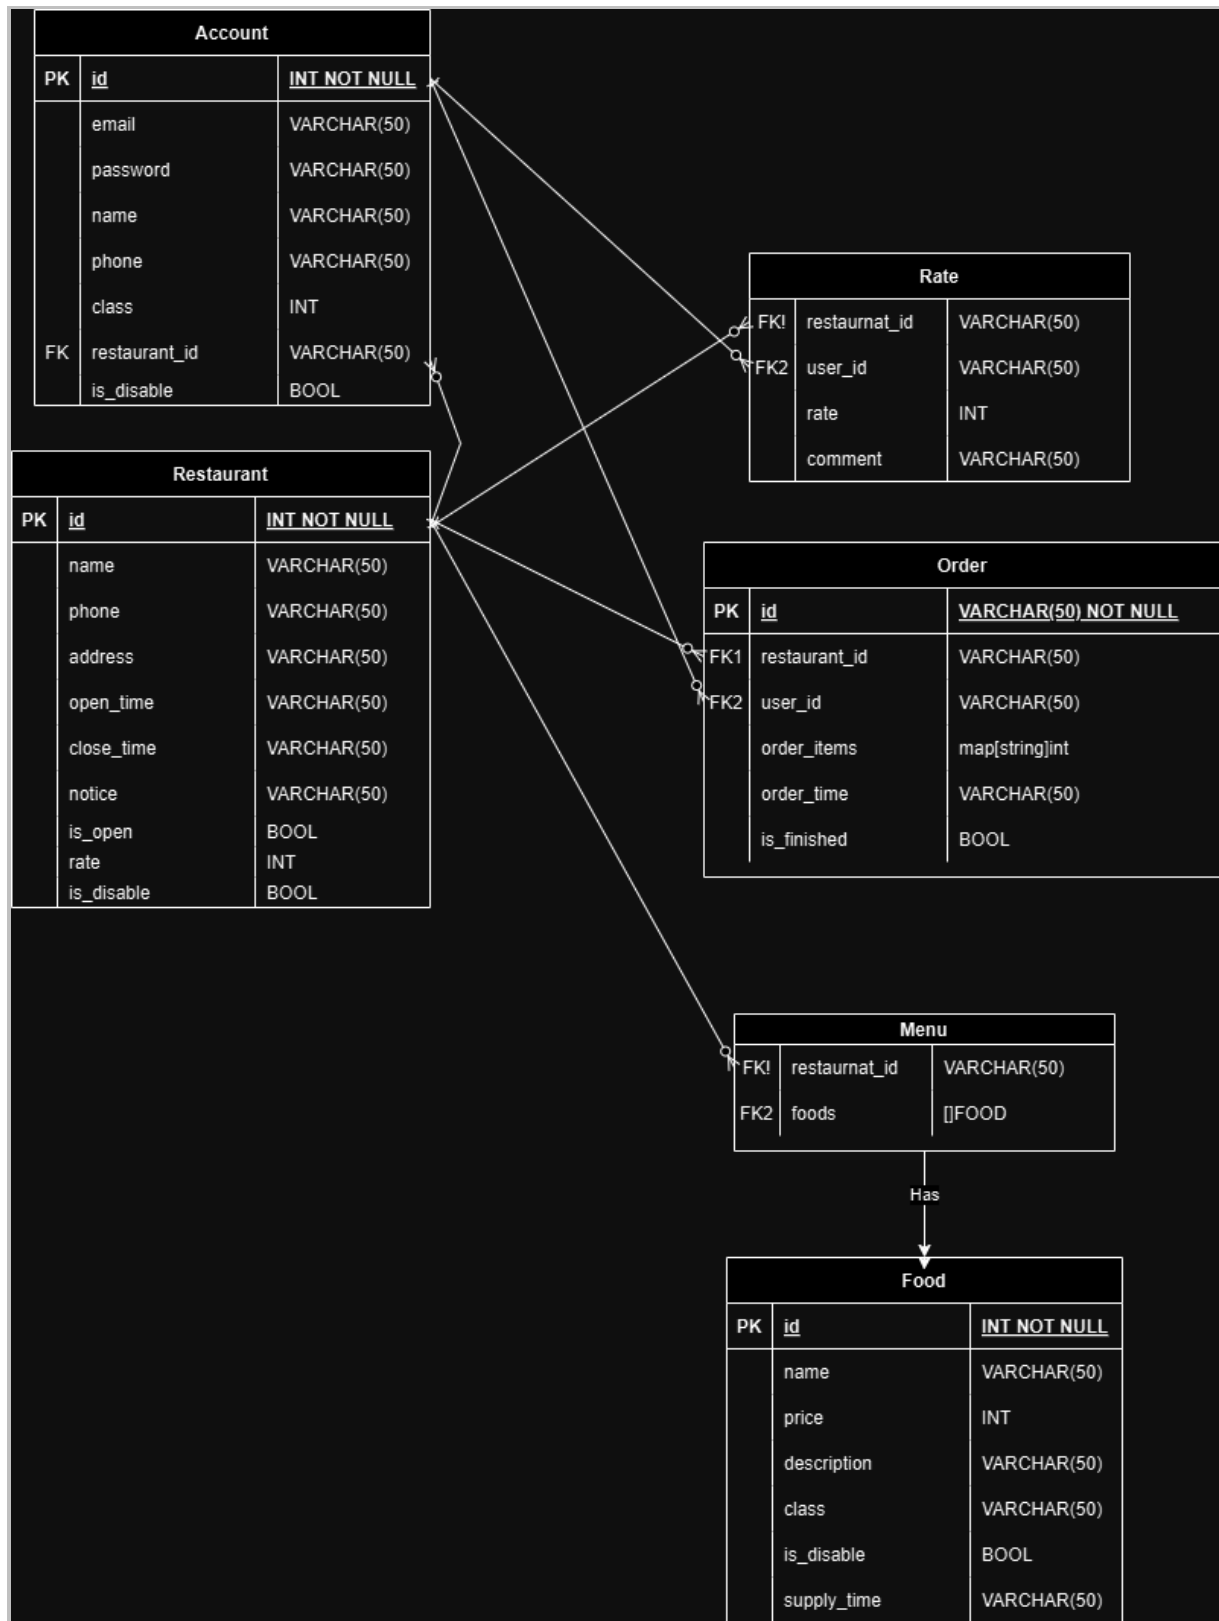 Account
PK id INT NOT NULL
email VARCHAR(50)
password VARCHAR(50)
name VARCHAR(50)
phone VARCHAR(50)
class INT
FK restaurant_id VARCHAR(50)
is_disable BOOL
Rate
FK! restaurnat_id VARCHAR(50)
FK2 user_id VARCHAR(50)
rate INT
comment VARCHAR(50)
Restaurant
PK id INT NOT NULL
name VARCHAR(50)
phone VARCHAR(50)
address VARCHAR(50)
open_time VARCHAR(50)
close_time VARCHAR(50)
notice VARCHAR(50)
is_open BOOL
rate INT
is_disable BOOL
Order
PK id VARCHAR(50) NOT NULL
FK1 restaurant_id VARCHAR(50)
FK2 user_id VARCHAR(50)
order_items map[string]int
order_time VARCHAR(50)
is_finished BOOL
Menu
FK! restaurnat_id VARCHAR(50)
FK2 foods []FOOD
Has
Food
PK id INT NOT NULL
name VARCHAR(50)
price INT
description VARCHAR(50)
class VARCHAR(50)
is_disable BOOL
supply_time VARCHAR(50)